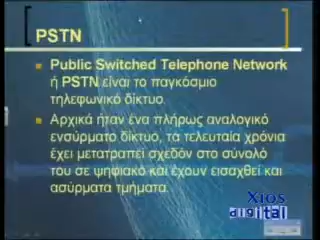 PSTN
Public Switched Telephone Network
ή PSTN είναι το παγκόσμιο
τηλεφωνικό δίκτυο.
Αρχικά ήταν ένα πλήρως αναλογικό
ενσύρματο δίκτυο, τα τελευταία χρόνια
έχει μετατραπεί σχεδόν στο σύνολό
του σε ψηφιακό και έχουν εισαχθεί και
ασύρματα τμήματα.
Xios
digital